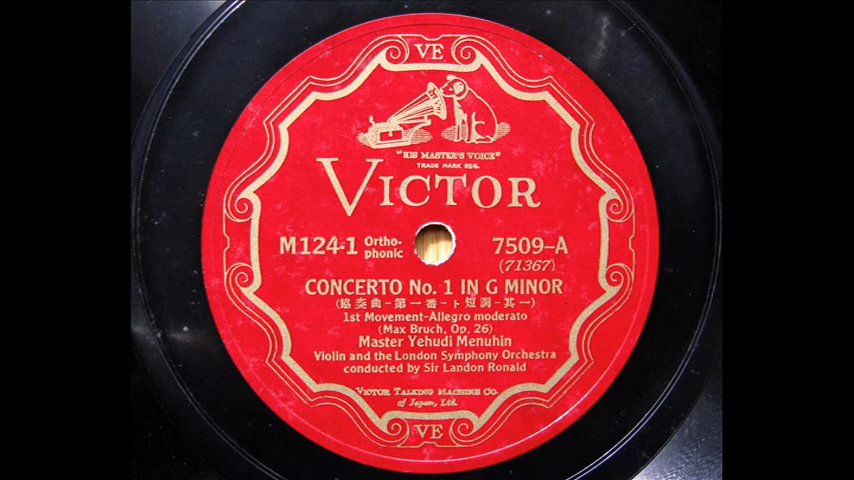 VE
"HIS MASTER'S VOICE"
TRADE MARK REG.
VICTOR
M124-1 Ortho-phonic 7509-A
(71367)
CONCERTO No. 1 IN G MINOR
(協奏曲-第一番-ト短調-其一)
1st Movement-Allegro moderato
(Max Bruch, Op. 26)
Master Yehudi Menuhin
Violin and the London Symphony Orchestra
conducted by Sir Landon Ronald
VICTOR TALKING MACHINE CO.
of Japan, Ltd.
VE